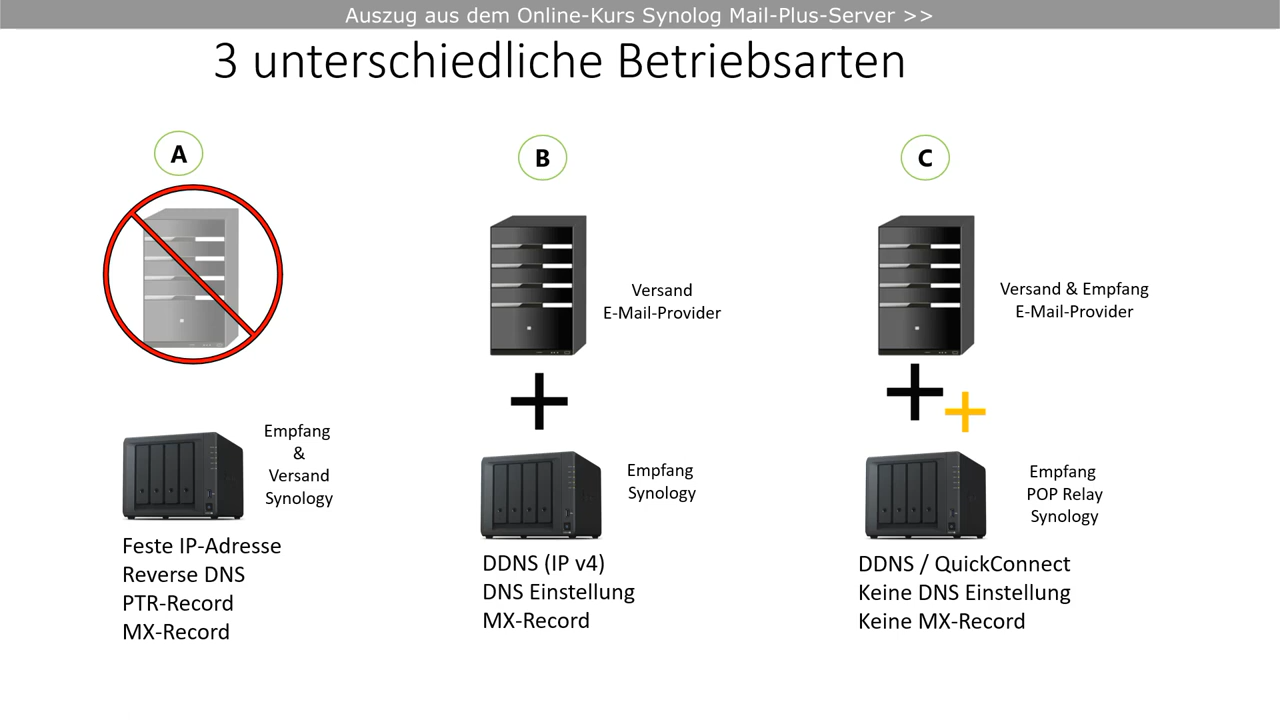 Auszug aus dem Online-Kurs Synolog Mail-Plus-Server >>
3 unterschiedliche Betriebsarten
A
Empfang
&
Versand
Synology
Feste IP-Adresse
Reverse DNS
PTR-Record
MX-Record
B
Versand
E-Mail-Provider
Empfang
Synology
DDNS (IP v4)
DNS Einstellung
MX-Record
C
Versand & Empfang
E-Mail-Provider
Empfang
POP Relay
Synology
DDNS / QuickConnect
Keine DNS Einstellung
Keine MX-Record